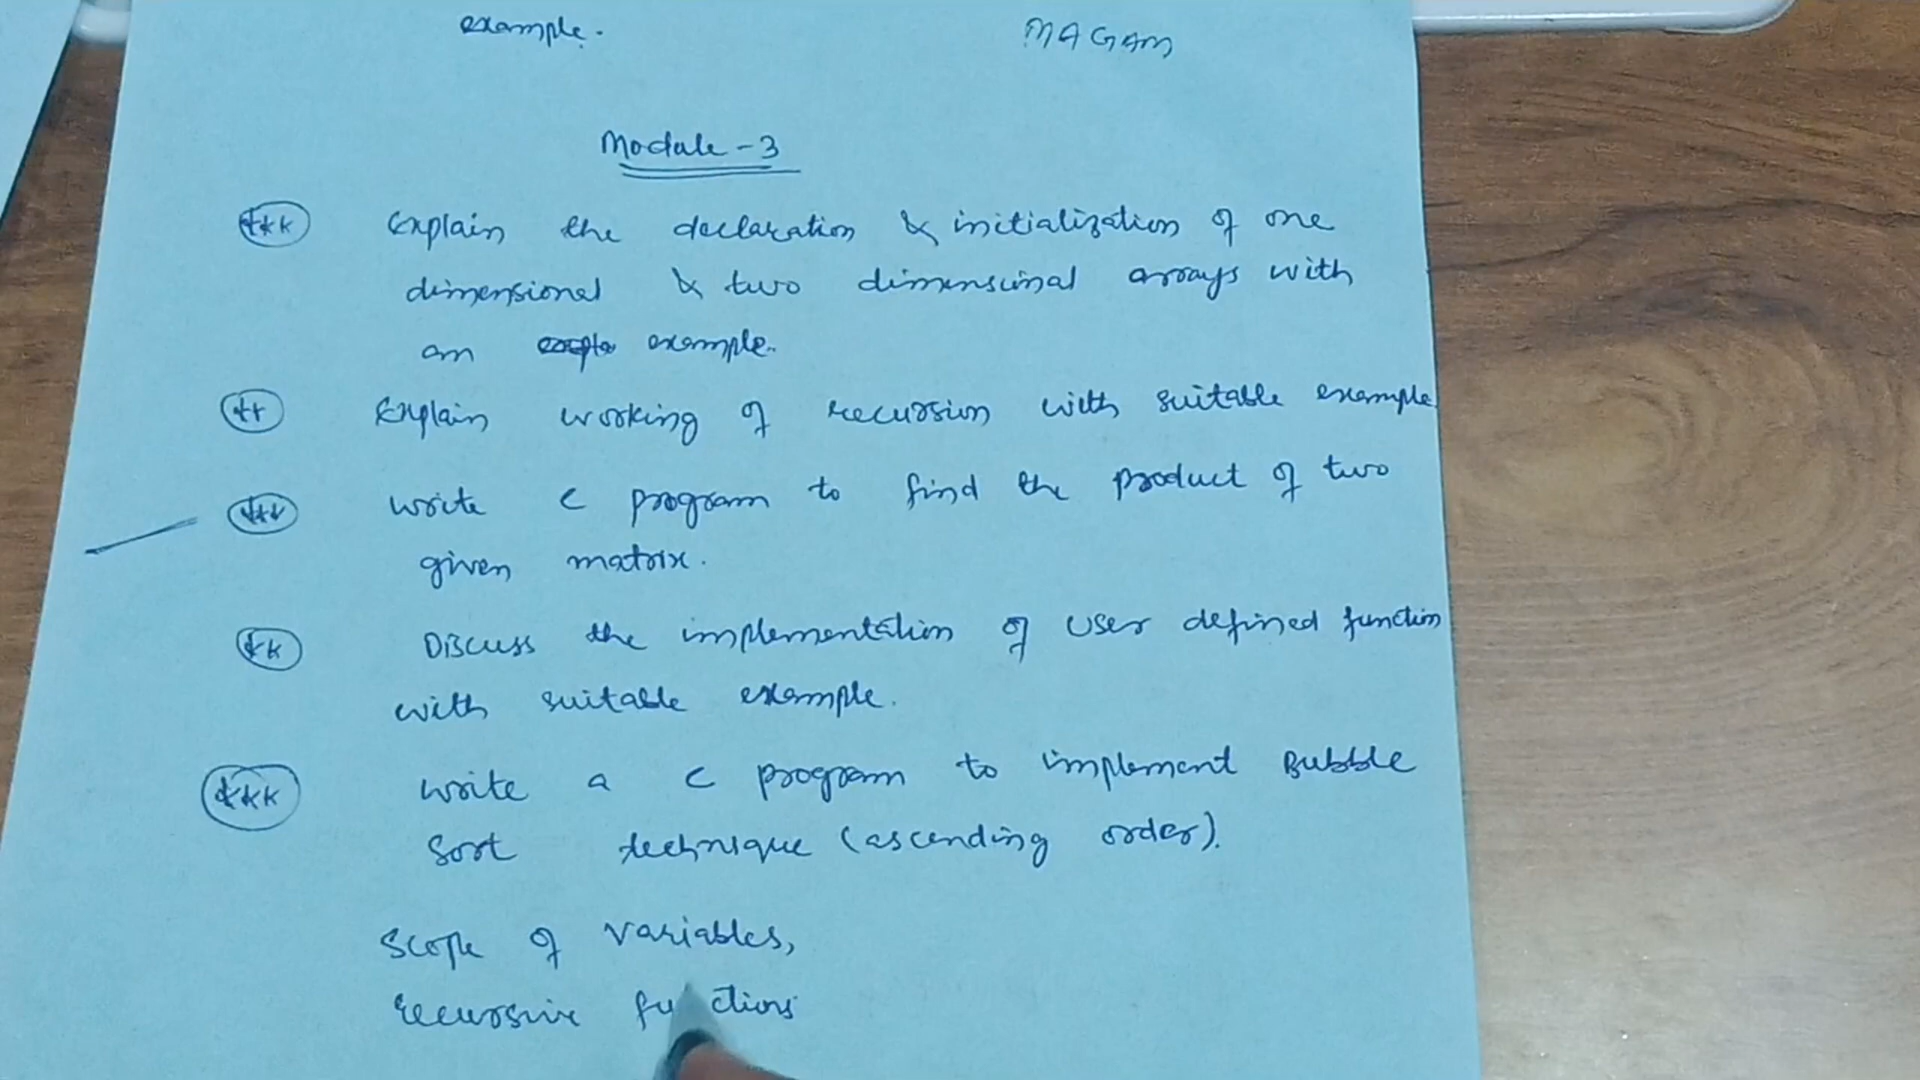 example.
MAGAM
Module - 3
*** Explain the declaration & initialization of one
dimensional & two dimensional arrays with
an example.
** Explain working of recursion with suitable example
*** Write C program to find the product of two
given matrix.
** Discuss the implementation of user defined function
with suitable example.
*** Write a C program to implement Bubble
Sort technique (ascending order).
Scope of variables,
recursive functions